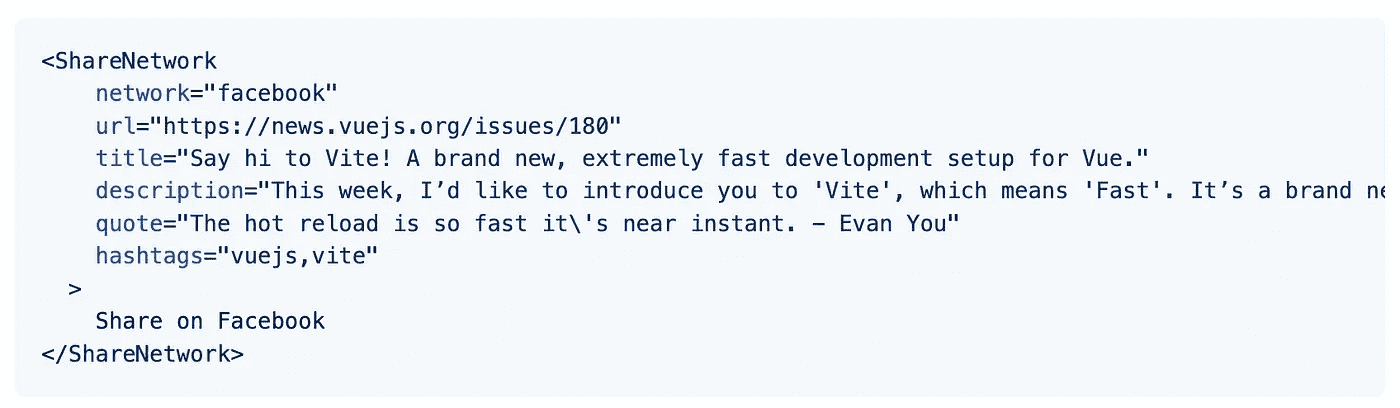 <ShareNetwork
    network="facebook"
    url="https://news.vuejs.org/issues/180"
    title="Say hi to Vite! A brand new, extremely fast development setup for Vue."
    description="This week, I’d like to introduce you to 'Vite', which means 'Fast'. It’s a brand
    quote="The hot reload is so fast it\'s near instant. - Evan You"
    hashtags="vuejs,vite"
  >
    Share on Facebook
</ShareNetwork>